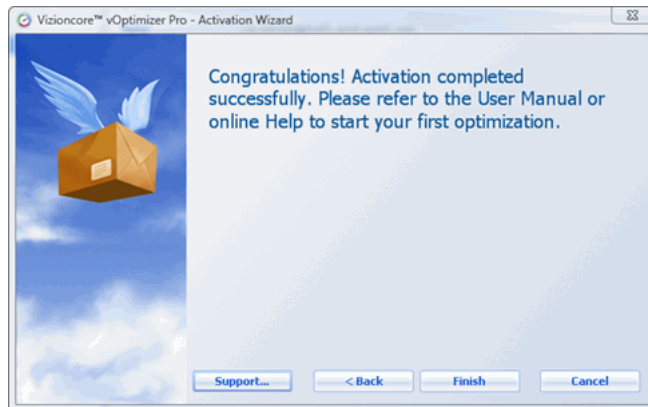 Vizioncore™ vOptimizer Pro - Activation Wizard
Congratulations! Activation completed
successfully. Please refer to the User Manual or
online Help to start your first optimization.
Support... < Back Finish Cancel